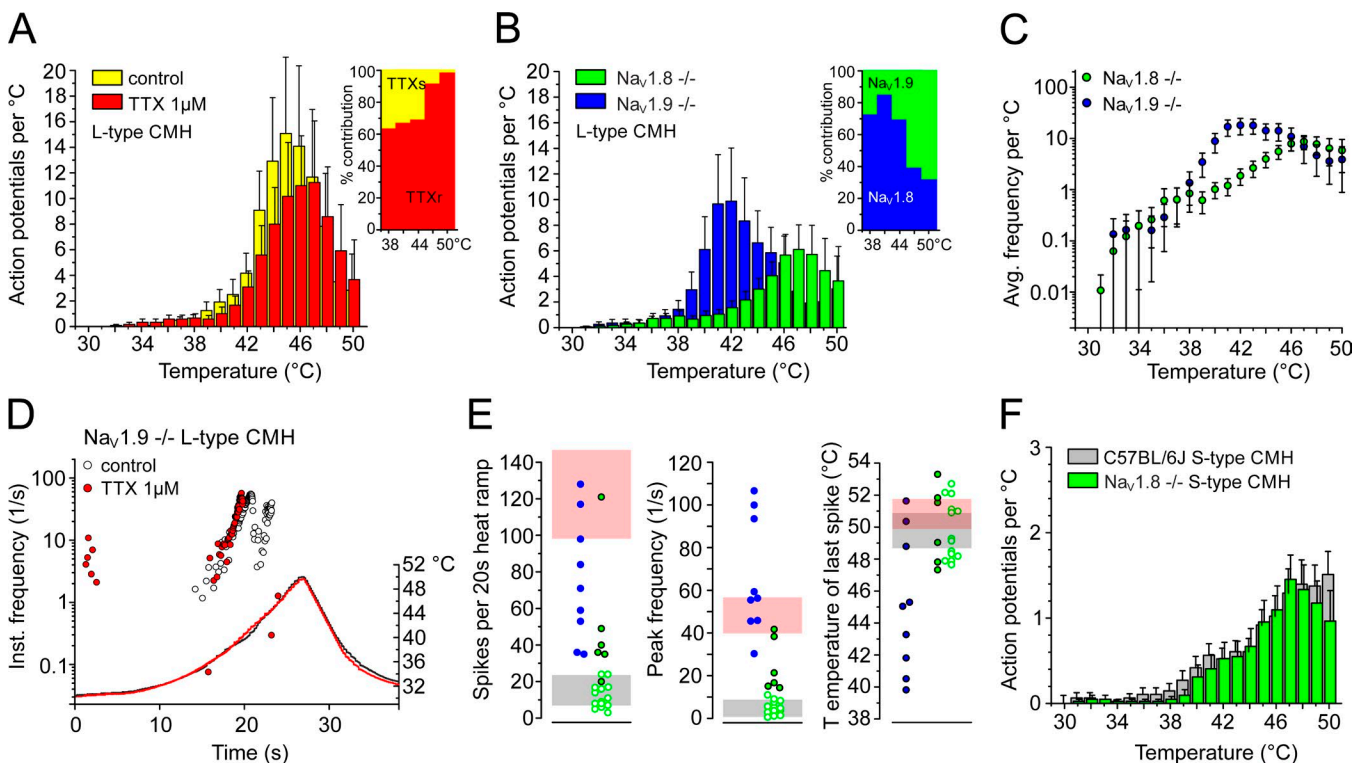 A
control
TTX 1µM
L-type CMH
Action potentials per °C
20
18
16
14
12
10
8
6
4
2
0
30 34 38 42 46 50
Temperature (°C)
% contribution
100
80
60
40
20
0
TTXs
TTXr
38 44 50°C
B
Naᵥ1.8 -/-
Naᵥ1.9 -/-
L-type CMH
Action potentials per °C
20
18
16
14
12
10
8
6
4
2
0
30 34 38 42 46 50
Temperature (°C)
% contribution
100
80
60
40
20
0
Naᵥ1.9
Naᵥ1.8
38 44 50°C
C
Naᵥ1.8 -/-
Naᵥ1.9 -/-
Avg. frequency per °C
100
10
1
0.1
0.01
30 34 38 42 46 50
Temperature (°C)
D
Naᵥ1.9 -/- L-type CMH
control
TTX 1µM
Inst. frequency (1/s)
100
10
1
0.1
52 °C
48
44
40
36
32
0 10 20 30
Time (s)
E
Spikes per 20s heat ramp
140
120
100
80
60
40
20
0
Peak frequency (1/s)
120
100
80
60
40
20
0
T emperature of last spike (°C)
54
52
50
48
46
44
42
40
38
F
C57BL/6J S-type CMH
Naᵥ1.8 -/- S-type CMH
Action potentials per °C
3
2
1
0
30 34 38 42 46 50
Temperature (°C)